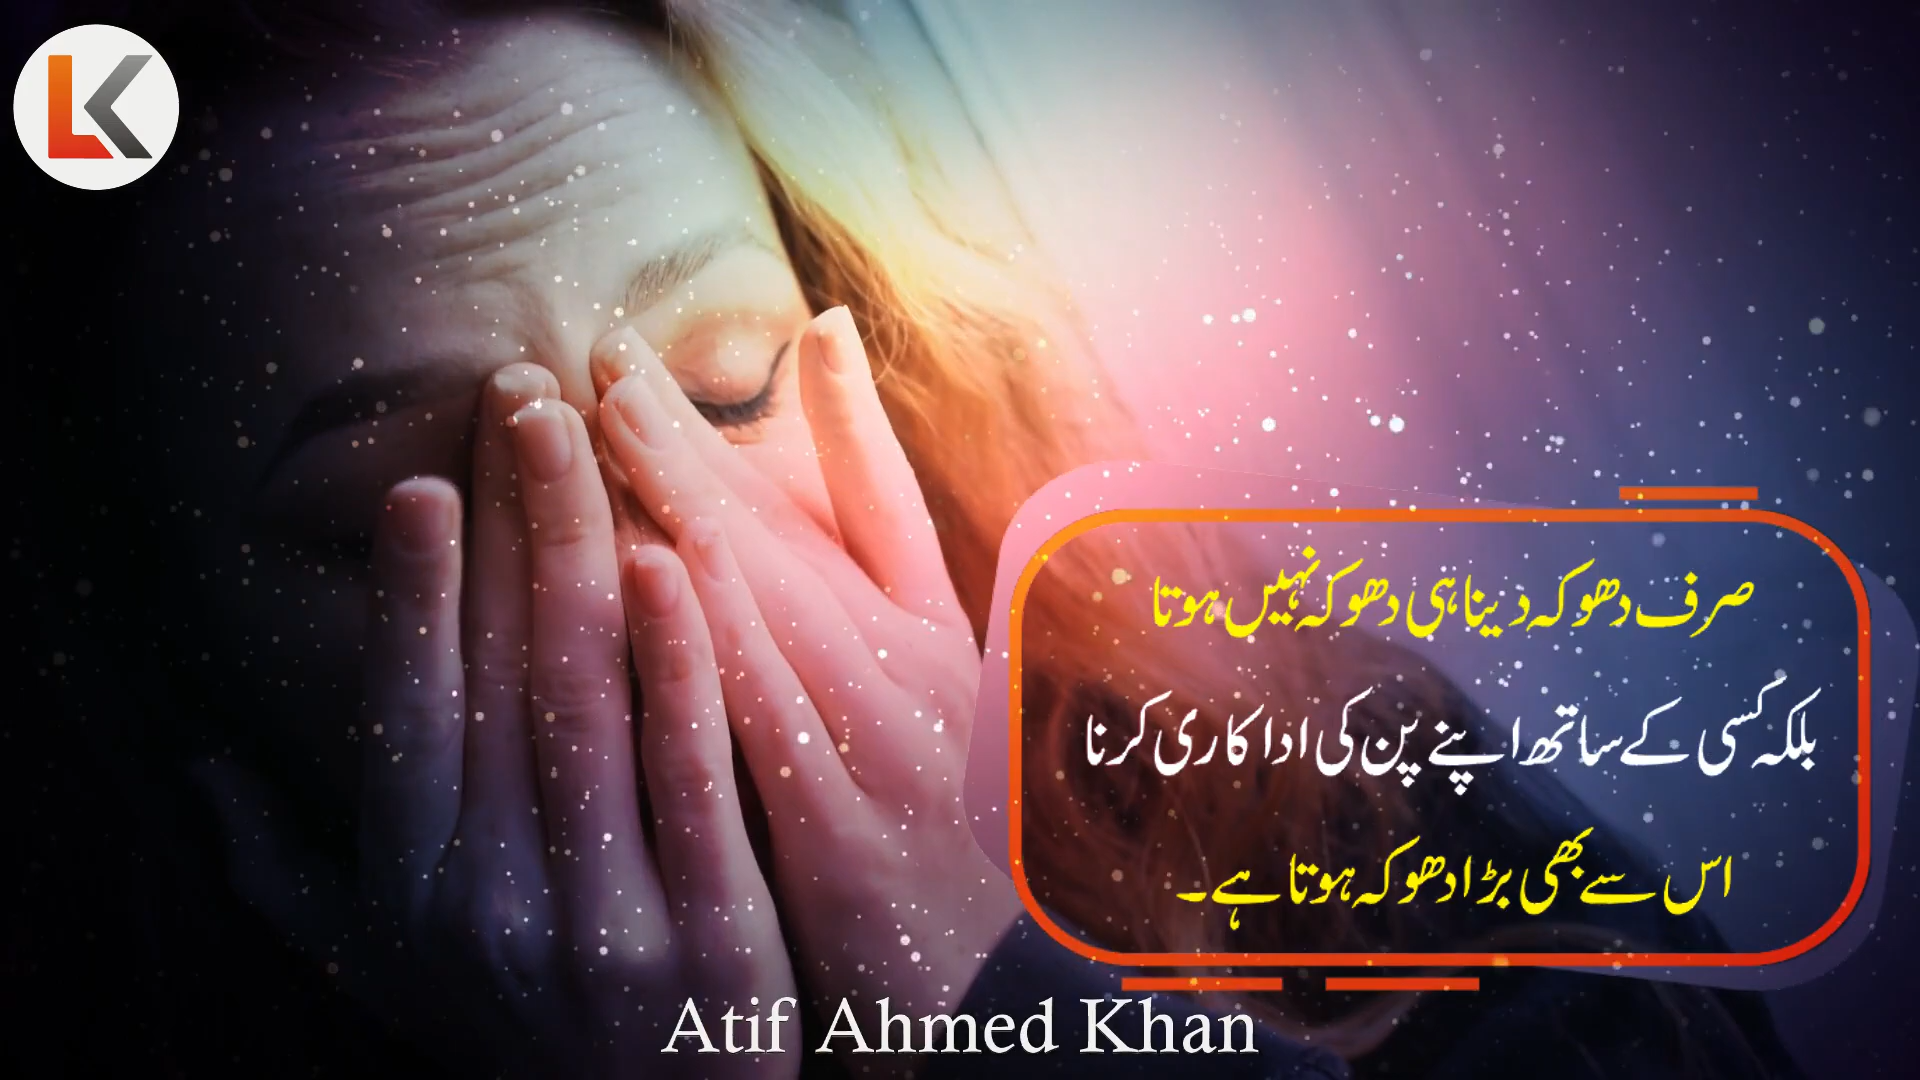 LK
صرف دھوکہ دینا ہی دھوکہ نہیں ہوتا
بلکہ کسی کے ساتھ اپنے پن کی اداکاری کرنا
اس سے بھی بڑا دھوکہ ہوتا ہے۔
Atif Ahmed Khan